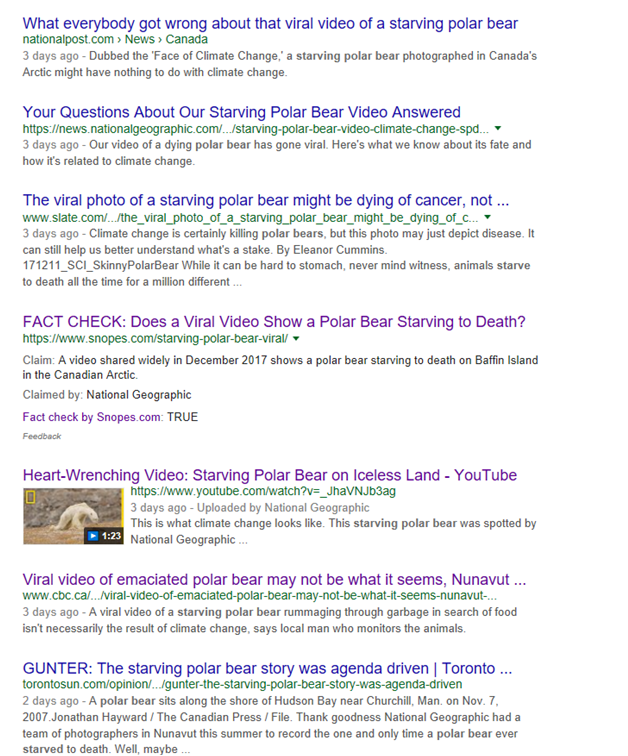 What everybody got wrong about that viral video of a starving polar bear
nationalpost.com › News › Canada
3 days ago - Dubbed the 'Face of Climate Change,' a starving polar bear photographed in Canada's
Arctic might have nothing to do with climate change.
Your Questions About Our Starving Polar Bear Video Answered
https://news.nationalgeographic.com/.../starving-polar-bear-video-climate-change-spd...
3 days ago - Our video of a dying polar bear has gone viral. Here's what we know about its fate and
how it's related to climate change.
The viral photo of a starving polar bear might be dying of cancer, not ...
www.slate.com/.../the_viral_photo_of_a_starving_polar_bear_might_be_dying_of_c...
3 days ago - Climate change is certainly killing polar bears, but this photo may just depict disease. It
can still help us better understand what's a stake. By Eleanor Cummins.
171211_SCI_SkinnyPolarBear While it can be hard to stomach, never mind witness, animals starve
to death all the time for a million different ...
FACT CHECK: Does a Viral Video Show a Polar Bear Starving to Death?
https://www.snopes.com/starving-polar-bear-viral/
Claim: A video shared widely in December 2017 shows a polar bear starving to death on Baffin Island
in the Canadian Arctic.
Claimed by: National Geographic
Fact check by Snopes.com: TRUE
Feedback
Heart-Wrenching Video: Starving Polar Bear on Iceless Land - YouTube
https://www.youtube.com/watch?v=_JhaVNJb3ag
3 days ago - Uploaded by National Geographic
This is what climate change looks like. This starving polar bear was spotted by
National Geographic ...
1:23
Viral video of emaciated polar bear may not be what it seems, Nunavut ...
www.cbc.ca/.../viral-video-of-emaciated-polar-bear-may-not-be-what-it-seems-nunavut-...
3 days ago - A viral video of a starving polar bear rummaging through garbage in search of food
isn't necessarily the result of climate change, says local man who monitors the animals.
GUNTER: The starving polar bear story was agenda driven | Toronto ...
torontosun.com/opinion/.../gunter-the-starving-polar-bear-story-was-agenda-driven
2 days ago - A polar bear sits along the shore of Hudson Bay near Churchill, Man. on Nov. 7,
2007.Jonathan Hayward / The Canadian Press / File. Thank goodness National Geographic had a
team of photographers in Nunavut this summer to record the one and only time a polar bear ever
starved to death. Well, maybe ...